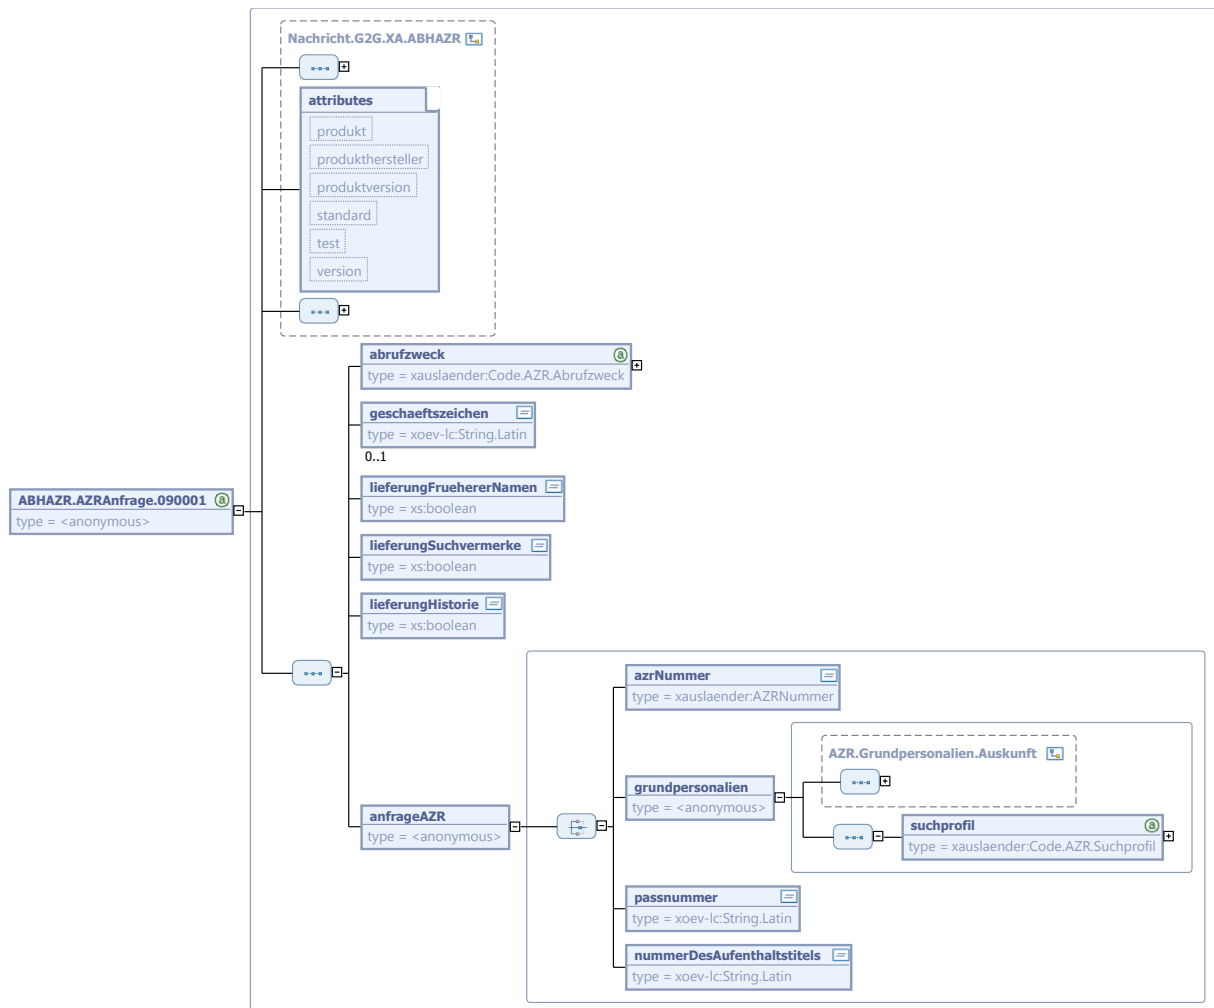 Nachricht.G2G.XA.ABHAZR
attributes
produkt
produkthersteller
produktversion
standard
test
version
abrufzweck
type = xauslaender:Code.AZR.Abrufzweck
geschaeftszeichen
type = xoev-lc:String.Latin
0..1
ABHAZR.AZRAnfrage.090001
type = <anonymous>
lieferungFruehererNamen
type = xs:boolean
lieferungSuchvermerke
type = xs:boolean
lieferungHistorie
type = xs:boolean
anfrageAZR
type = <anonymous>
azrNummer
type = xauslaender:AZRNummer
grundpersonalien
type = <anonymous>
AZR.Grundpersonalien.Auskunft
suchprofil
type = xauslaender:Code.AZR.Suchprofil
passnummer
type = xoev-lc:String.Latin
nummerDesAufenthaltstitels
type = xoev-lc:String.Latin